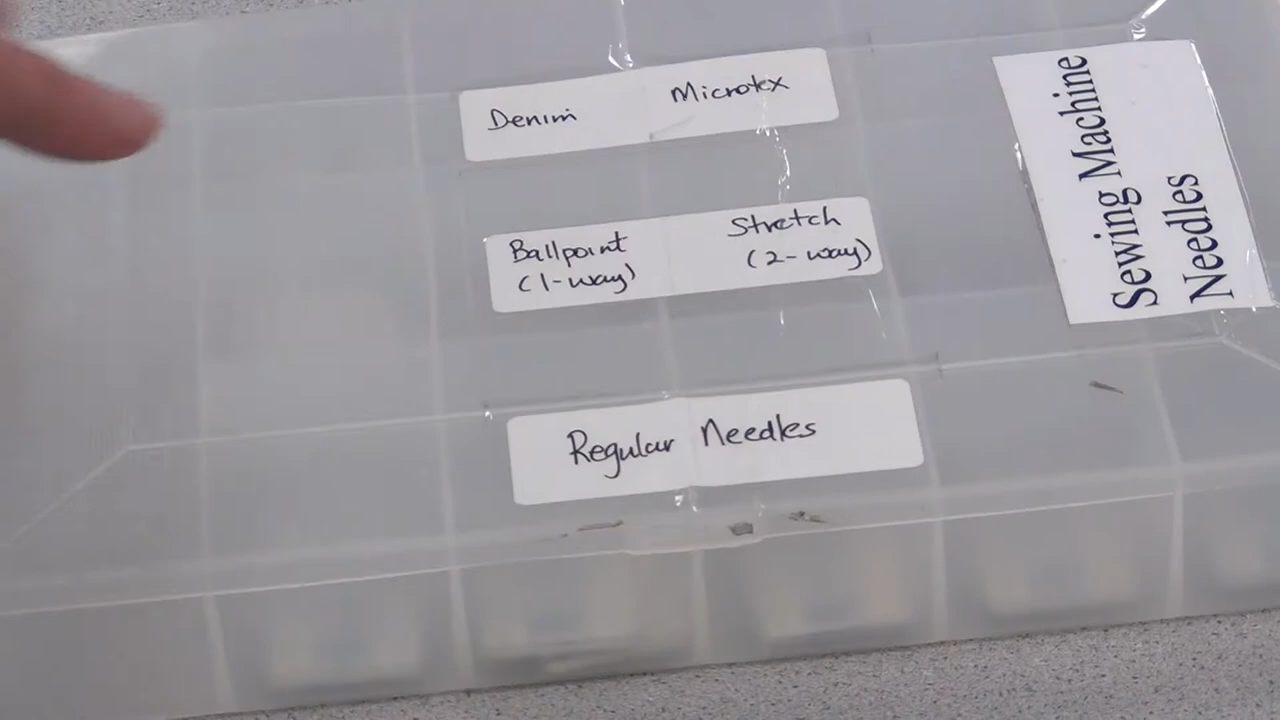 Denim Microtex
Ballpoint Stretch
(1-way) (2-way)
Regular Needles
Sewing Machine
Needles